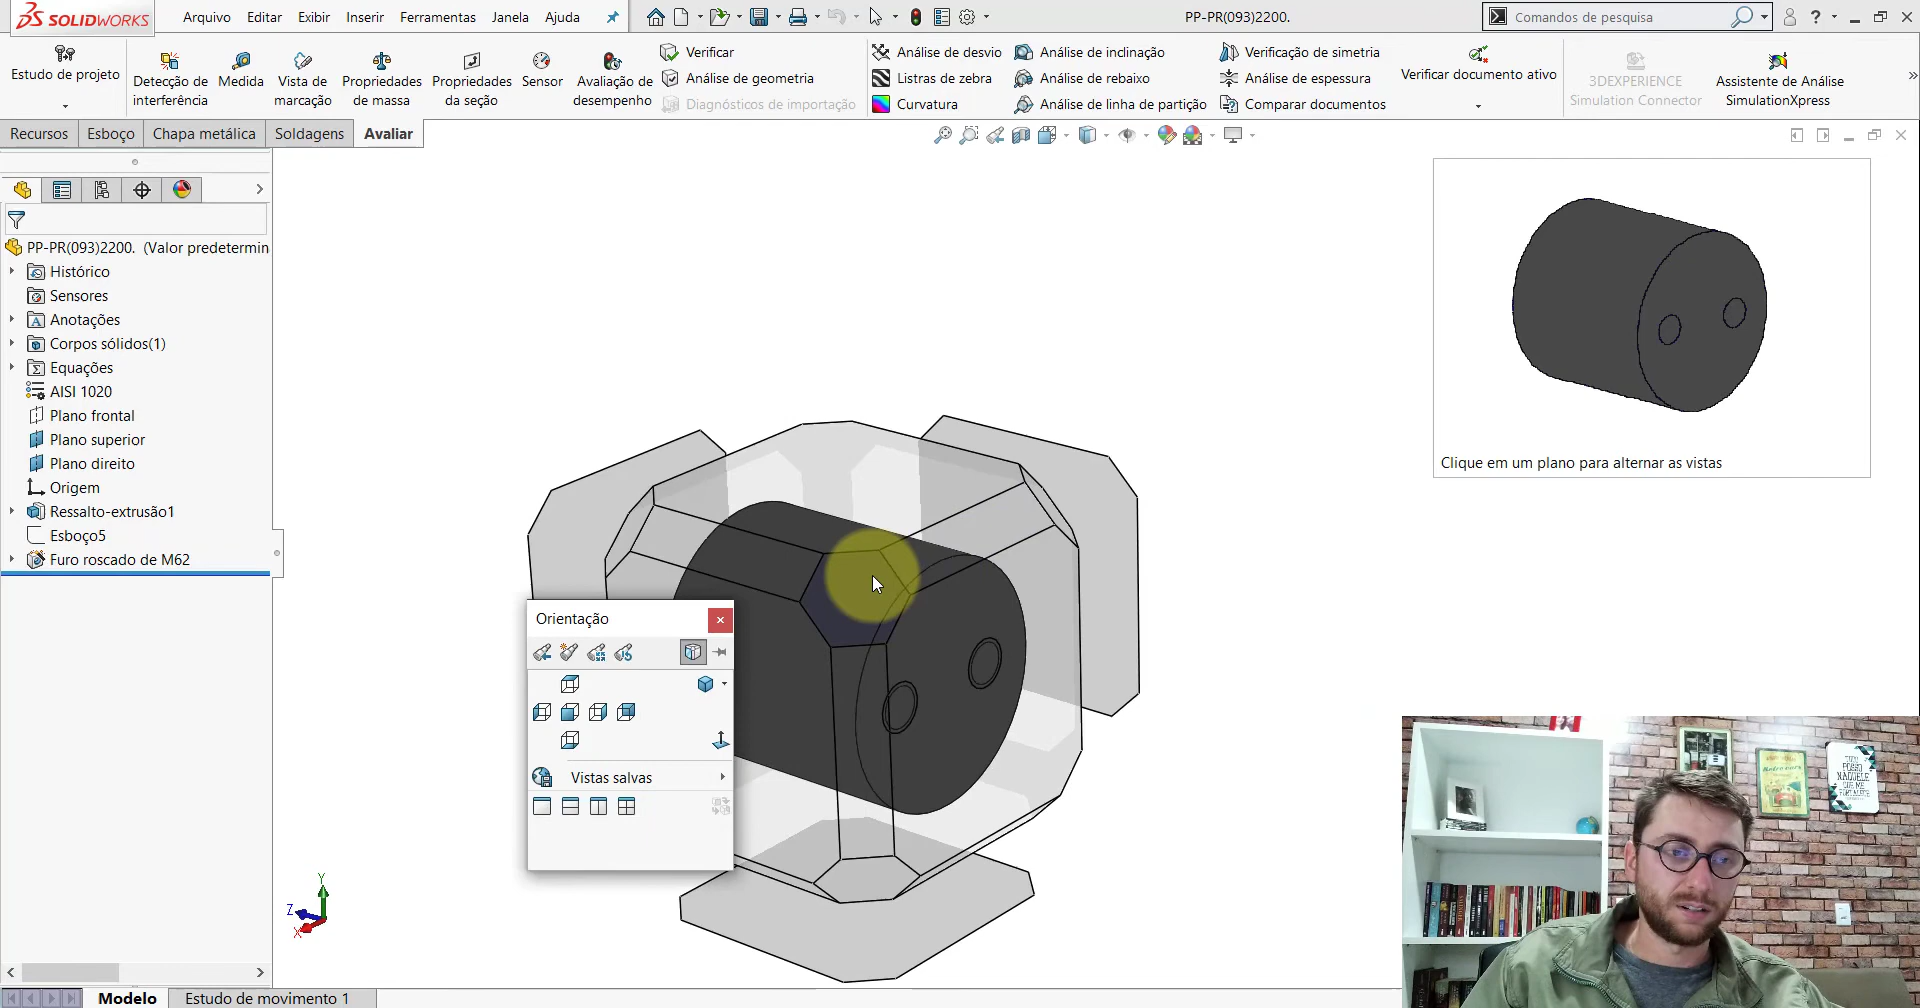 SOLIDWORKS
Arquivo Editar Exibir Inserir Ferramentas Janela Ajuda
PP-PR(093)2200.
Comandos de pesquisa
?
Estudo de projeto
Detecção de interferência
Medida
Vista de marcação
Propriedades de massa
Propriedades da seção
Sensor
Avaliação de desempenho
Verificar
Análise de geometria
Diagnósticos de importação
Análise de desvio
Listras de zebra
Curvatura
Análise de inclinação
Análise de rebaixo
Análise de linha de partição
Verificação de simetria
Análise de espessura
Comparar documentos
Verificar documento ativo
3DEXPERIENCE Simulation Connector
Assistente de Análise SimulationXpress
Recursos Esboço Chapa metálica Soldagens Avaliar
PP-PR(093)2200. (Valor predetermin
Histórico
Sensores
Anotações
Corpos sólidos(1)
Equações
AISI 1020
Plano frontal
Plano superior
Plano direito
Origem
Ressalto-extrusão1
Esboço5
Furo roscado de M62
Clique em um plano para alternar as vistas
Orientação
Vistas salvas
Y
Z
X
TUDO
POSSO
NAQUELE
QUE ME
FORTALECE
Modelo Estudo de movimento 1